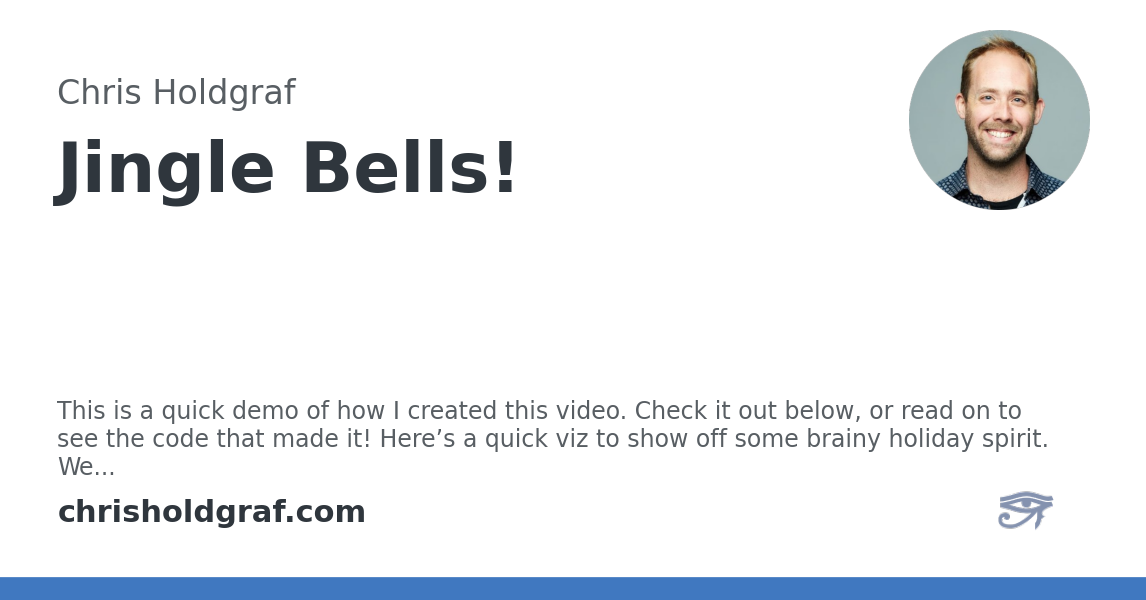 Chris Holdgraf
Jingle Bells!
This is a quick demo of how I created this video. Check it out below, or read on to
see the code that made it! Here’s a quick viz to show off some brainy holiday spirit.
We...
chrisholdgraf.com